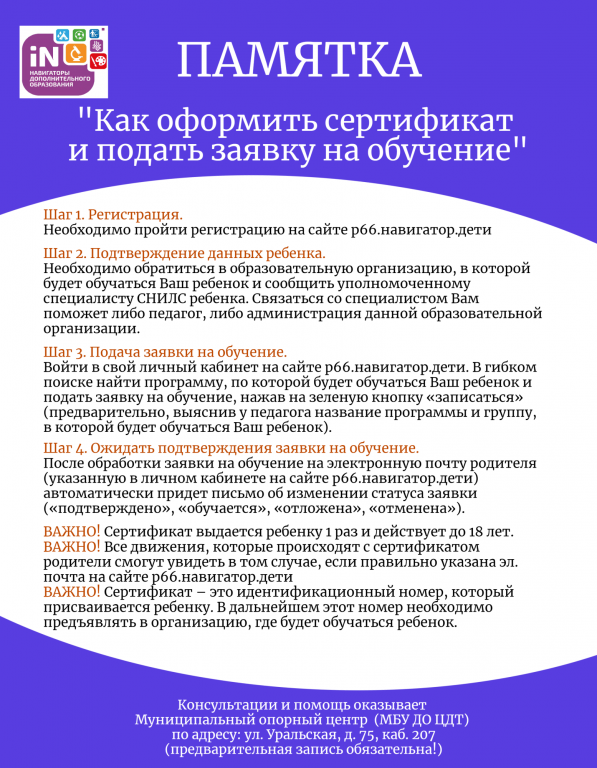 iN
НАВИГАТОРЫ
ДОПОЛНИТЕЛЬНОГО
ОБРАЗОВАНИЯ
ПАМЯТКА
"Как оформить сертификат
и подать заявку на обучение"
Шаг 1. Регистрация.
Необходимо пройти регистрацию на сайте р66.навигатор.дети
Шаг 2. Подтверждение данных ребенка.
Необходимо обратиться в образовательную организацию, в которой
будет обучаться Ваш ребенок и сообщить уполномоченному
специалисту СНИЛС ребенка. Связаться со специалистом Вам
поможет либо педагог, либо администрация данной образовательной
организации.
Шаг 3. Подача заявки на обучение.
Войти в свой личный кабинет на сайте р66.навигатор.дети. В гибком
поиске найти программу, по которой будет обучаться Ваш ребенок и
подать заявку на обучение, нажав на зеленую кнопку «записаться»
(предварительно, выяснив у педагога название программы и группу,
в которой будет обучаться Ваш ребенок).
Шаг 4. Ожидать подтверждения заявки на обучение.
После обработки заявки на обучение на электронную почту родителя
(указанную в личном кабинете на сайте р66.навигатор.дети)
автоматически придет письмо об изменении статуса заявки
(«подтверждено», «обучается», «отложена», «отменена»).
ВАЖНО! Сертификат выдается ребенку 1 раз и действует до 18 лет.
ВАЖНО! Все движения, которые происходят с сертификатом
родители смогут увидеть в том случае, если правильно указана эл.
почта на сайте р66.навигатор.дети
ВАЖНО! Сертификат – это идентификационный номер, который
присваивается ребенку. В дальнейшем этот номер необходимо
предъявлять в организацию, где будет обучаться ребенок.
Консультации и помощь оказывает
Муниципальный опорный центр (МБУ ДО ЦДТ)
по адресу: ул. Уральская, д. 75, каб. 207
(предварительная запись обязательна!)